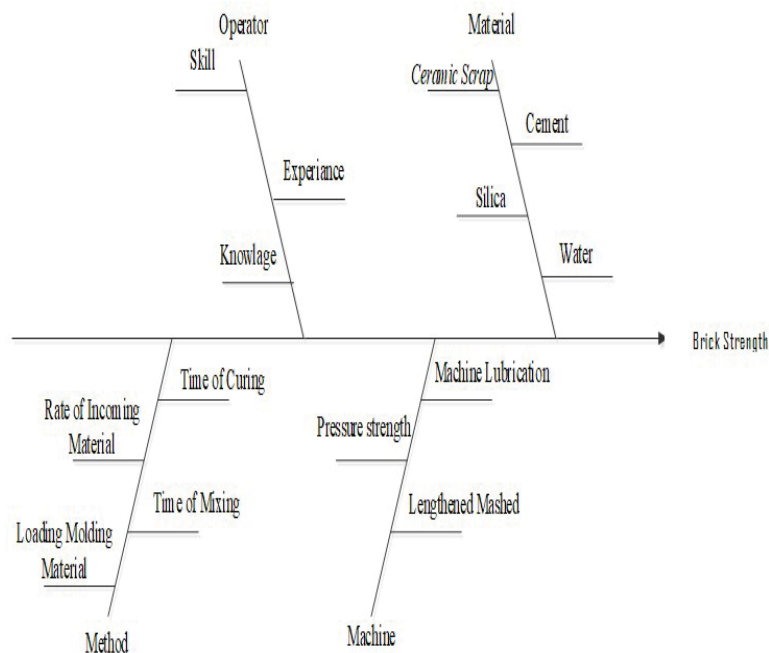 Operator
Material
Skill
Ceramic Scrap
Cement
Experiance
Silica
Knowlage
Water
Brick Strength
Machine Lubrication
Time of Curing
Rate of Incoming
Material
Pressure strength
Time of Mixing
Lengthened Mashed
Loading Molding
Material
Method
Machine